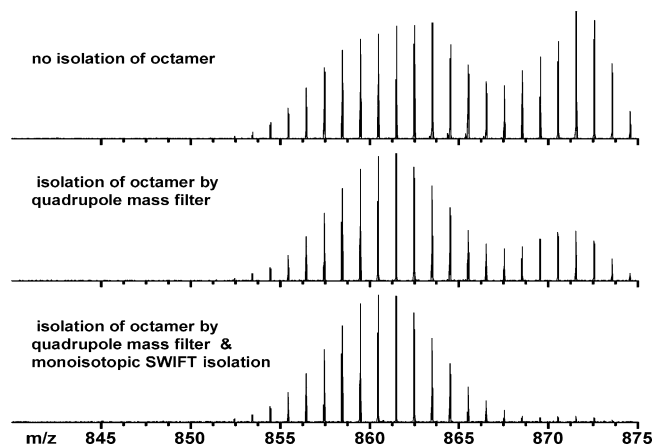 no isolation of octamer
isolation of octamer by
quadrupole mass filter
isolation of octamer by
quadrupole mass filter &
monoisotopic SWIFT isolation
m/z 845 850 855 860 865 870 875